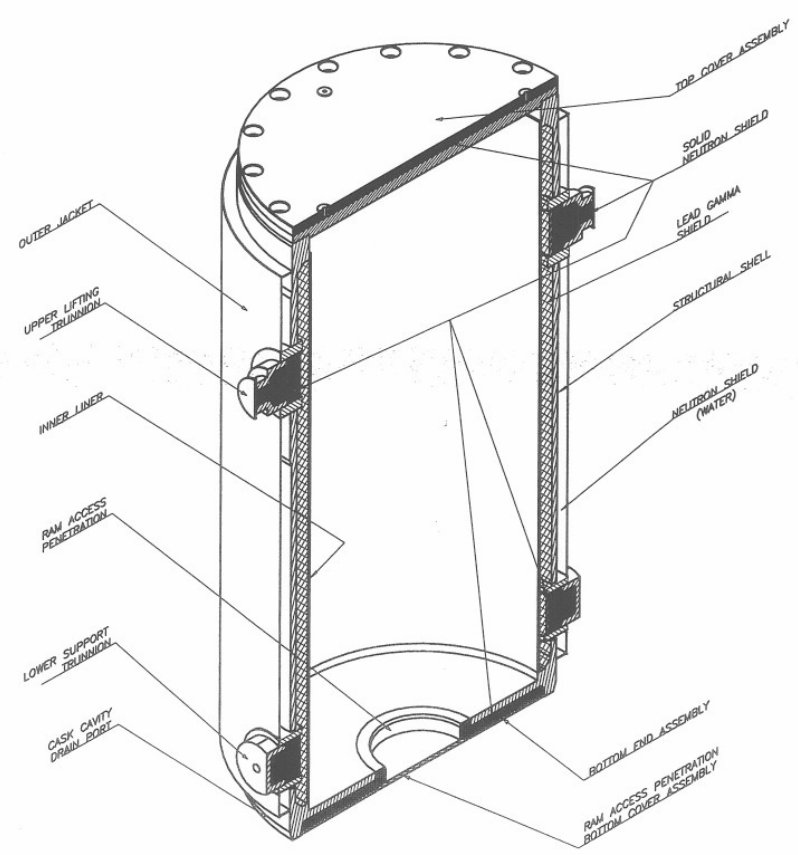 TOP COVER ASSEMBLY
SOLID
NEUTRON SHIELD
LEAD GAMMA
SHIELD
STRUCTURAL SHELL
NEUTRON SHIELD
(WATER)
OUTER JACKET
UPPER LIFTING
TRUNNION
INNER LINER
RAM ACCESS
PENETRATION
LOWER SUPPORT
TRUNNION
CASK CAVITY
DRAIN PORT
BOTTOM END ASSEMBLY
RAM ACCESS PENETRATION
BOTTOM COVER ASSEMBLY